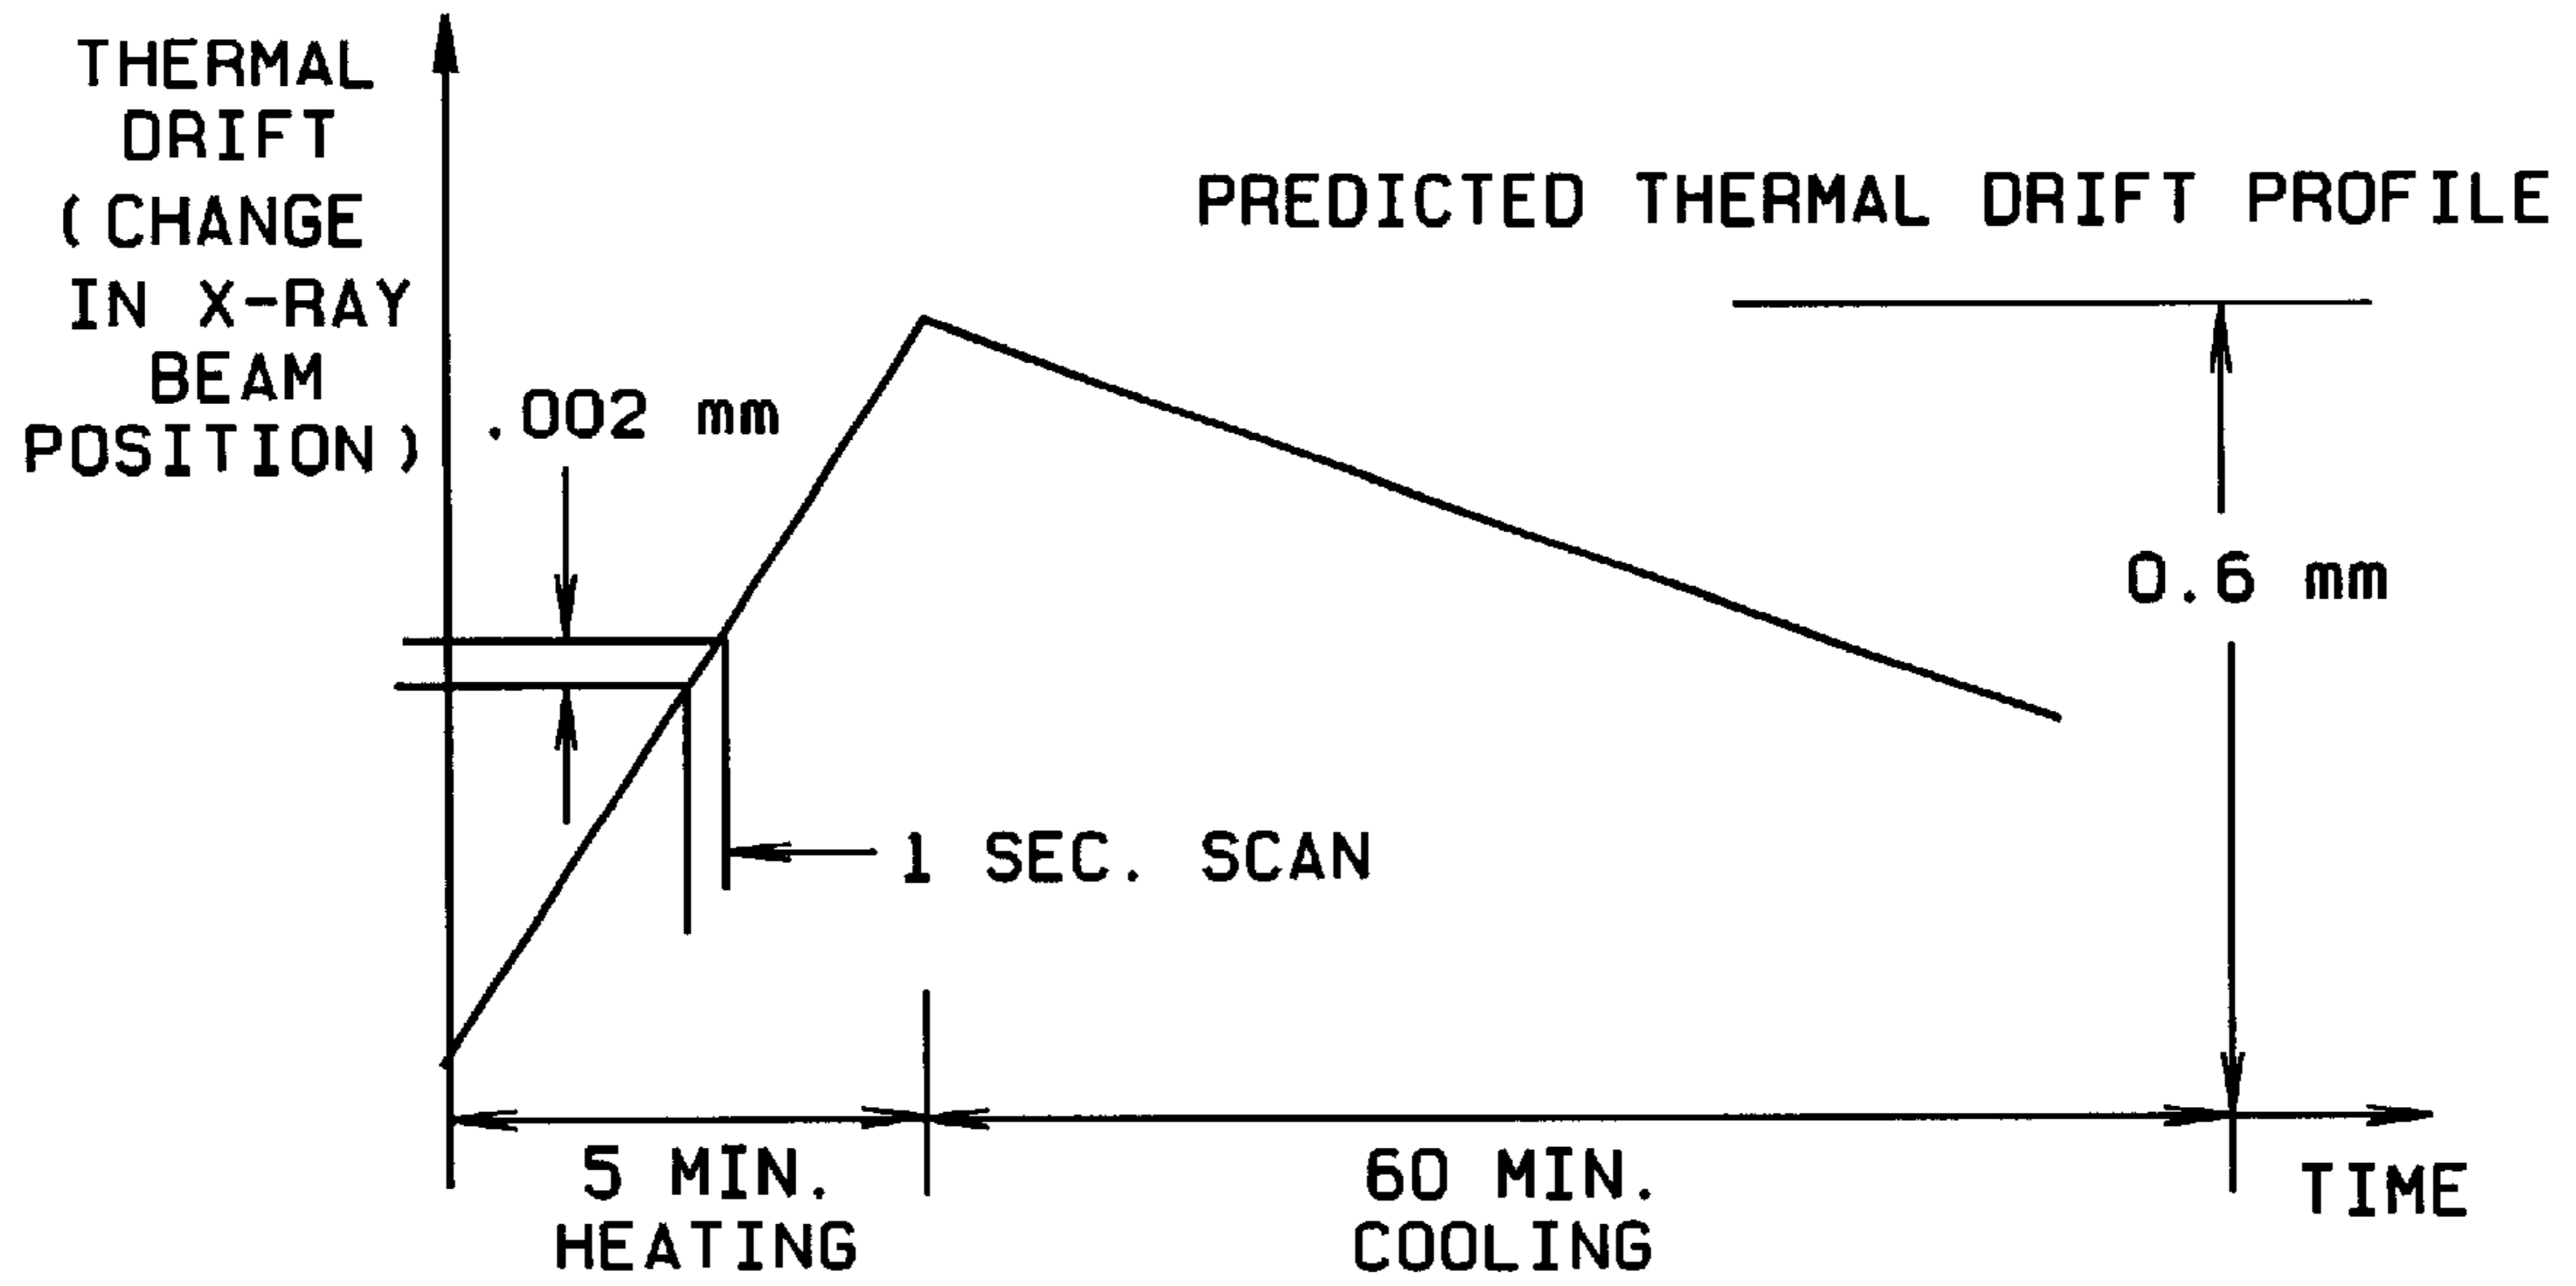 THERMAL
DRIFT
(CHANGE
IN X-RAY
BEAM
POSITION)
PREDICTED THERMAL DRIFT PROFILE
.002 mm
0.6 mm
1 SEC. SCAN
5 MIN.
HEATING
60 MIN.
COOLING
TIME